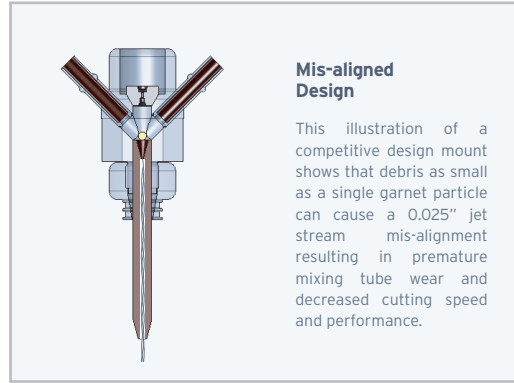 Mis-aligned
Design
This illustration of a
competitive design mount
shows that debris as small
as a single garnet particle
can cause a 0.025” jet
stream mis-alignment
resulting in premature
mixing tube wear and
decreased cutting speed
and performance.